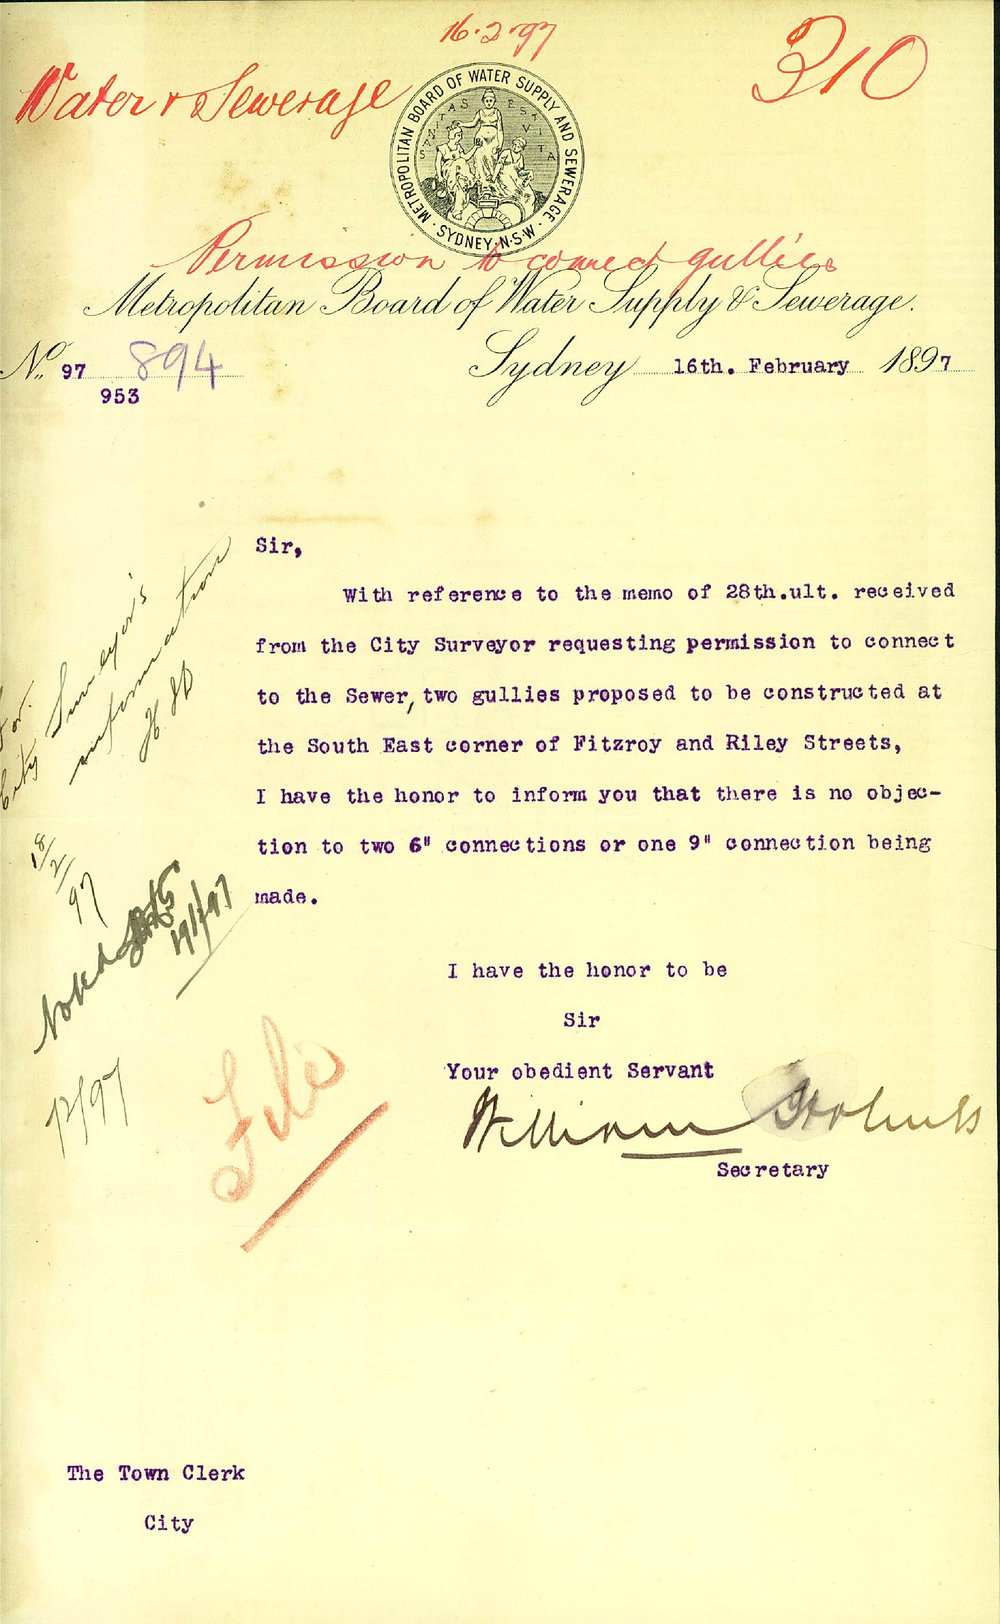 16.2.97
310
Water & Sewerage
METROPOLITAN BOARD OF WATER SUPPLY AND SEWERAGE
SANITAS ESK VITA
· SYDNEY · N · S · W ·
Permission to connect gullies
Metropolitan Board of Water Supply & Sewerage.
No. 97 894
953
Sydney 16th. February 1897
Sir,
With reference to the memo of 28th.ult. received
from the City Surveyor requesting permission to connect
to the Sewer, two gullies proposed to be constructed at
the South East corner of Fitzroy and Riley Streets,
I have the honor to inform you that there is no objec-
tion to two 6" connections or one 9" connection being
made.
For
City Surveyor's
information
18/2/97
Noted
File
I have the honor to be
Sir
Your obedient Servant
William Holmes
Secretary
The Town Clerk
City